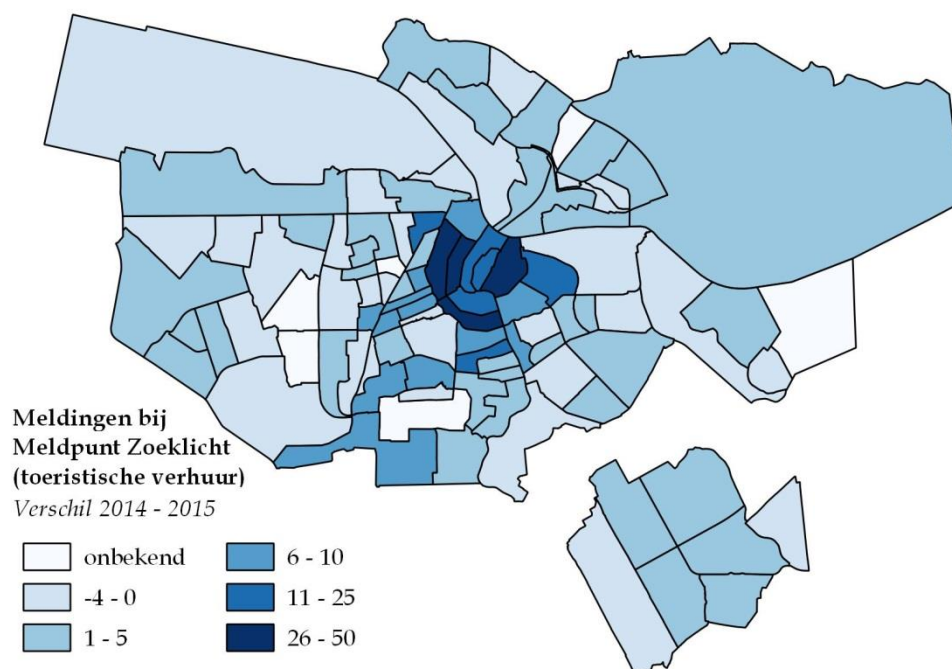 Meldingen bij
Meldpunt Zoeklicht
(toeristische verhuur)
Verschil 2014 - 2015
onbekend
-4 - 0
1 - 5
6 - 10
11 - 25
26 - 50